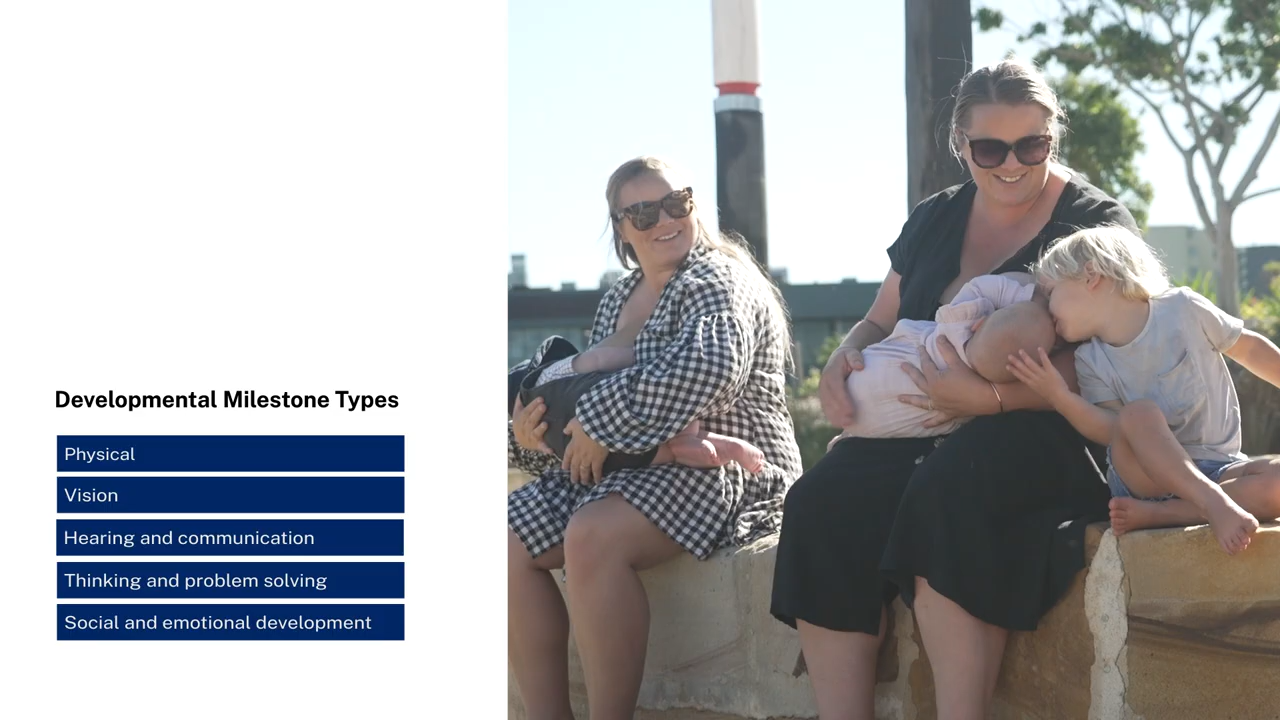 Developmental Milestone Types
Physical
Vision
Hearing and communication
Thinking and problem solving
Social and emotional development